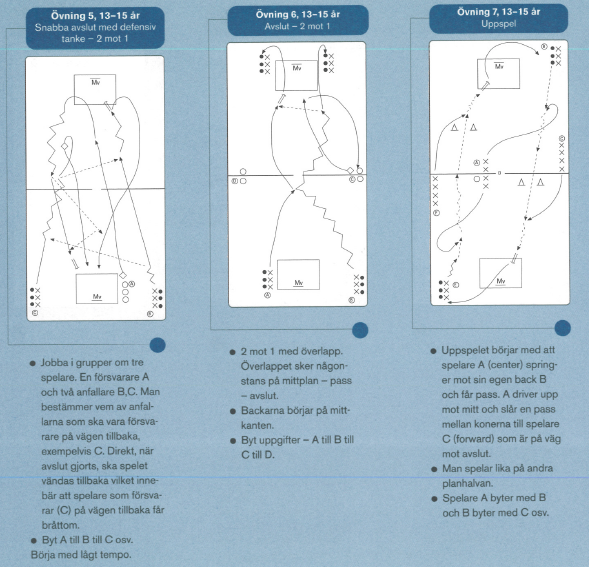 Övning 5, 13–15 år
Snabba avslut med defensiv
tanke – 2 mot 1
Mv
Mv
A
C
B
● Jobba i grupper om tre
spelare. En försvarare A
och två anfallare B,C. Man
bestämmer vem av anfal-
larna som ska vara försva-
rare på vägen tillbaka,
exempelvis C. Direkt, när
avslut gjorts, ska spelet
vändas tillbaka vilket inne-
bär att spelare som försva-
rar (C) på vägen tillbaka får
bråttom.
● Byt A till B till C osv.
Börja med lågt tempo.
Övning 6, 13–15 år
Avslut – 2 mot 1
Mv
D
C
Mv
A
B
● 2 mot 1 med överlapp.
Överlappet sker någon-
stans på mittplan – pass
– avslut.
● Backarna börjar på mitt-
kanten.
● Byt uppgifter – A till B till
C till D.
Övning 7, 13–15 år
Uppspel
B
Mv
C
A
Mv
● Uppspelet börjar med att
spelare A (center) spring-
er mot sin egen back B
och får pass. A driver upp
mot mitt och slår en pass
mellan konerna till spelare
C (forward) som är på väg
mot avslut.
● Man spelar lika på andra
planhalvan.
● Spelare A byter med B
och B byter med C osv.